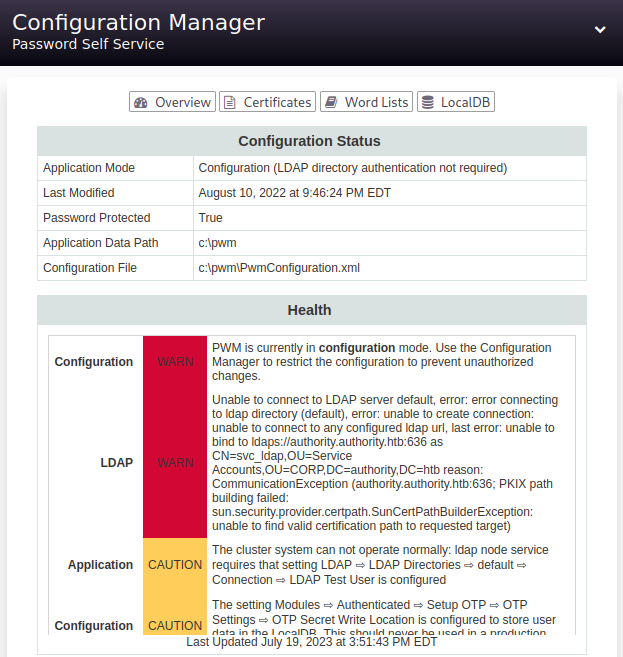 Configuration Manager
Password Self Service
Overview
Certificates
Word Lists
LocalDB
Configuration Status
Application Mode Configuration (LDAP directory authentication not required)
Last Modified August 10, 2022 at 9:46:24 PM EDT
Password Protected True
Application Data Path c:\pwm
Configuration File c:\pwm\PwmConfiguration.xml
Health
PWM is currently in configuration mode. Use the Configuration
Configuration WARN Manager to restrict the configuration to prevent unauthorized
changes.
Unable to connect to LDAP server default, error: error connecting
to ldap directory (default), error: unable to create connection:
unable to connect to any configured ldap url, last error: unable to
bind to ldaps://authority.authority.htb:636 as
CN=svc_ldap,OU=Service
LDAP WARN Accounts,OU=CORP,DC=authority,DC=htb reason:
CommunicationException (authority.authority.htb:636; PKIX path
building failed:
sun.security.provider.certpath.SunCertPathBuilderException:
unable to find valid certification path to requested target)
The cluster system can not operate normally: ldap node service
Application CAUTION requires that setting LDAP ⇨ LDAP Directories ⇨ default ⇨
Connection ⇨ LDAP Test User is configured
The setting Modules ⇨ Authenticated ⇨ Setup OTP ⇨ OTP
Configuration CAUTION Settings ⇨ OTP Secret Write Location is configured to store user
data in the LocalDB. This should never be used in a production
Last Updated July 19, 2023 at 3:51:43 PM EDT